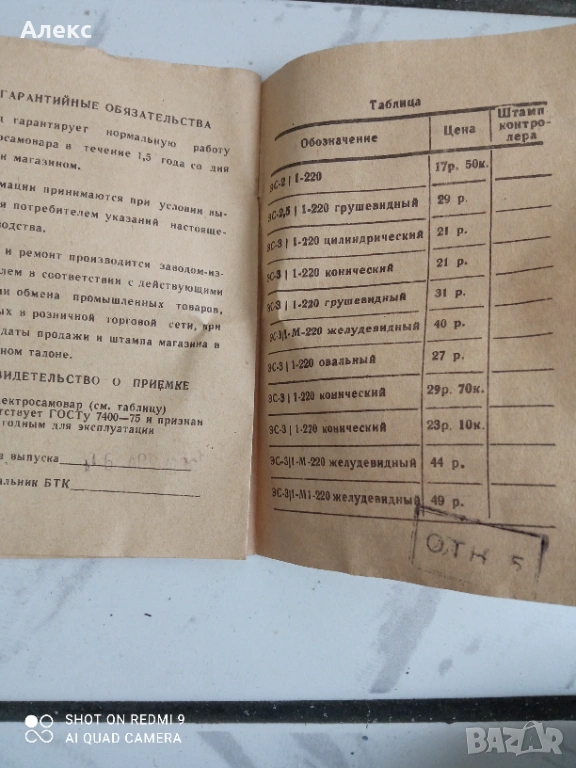 Алекс
ГАРАНТИЙНЫЕ ОБЯЗАТЕЛЬСТВА
гарантирует нормальную работу
самовара в течение 1,5 года со дня
магазином.
принимаются при условии вы-
потребителем указаний настояще-
и ремонт производится заводом-из-
в соответствии с действующими
обмена промышленных товаров,
в розничной торговой сети, при
даты продажи и штампа магазина в
талоне.
О ПРИЕМКЕ
(см. таблицу)
ГОСТу 7400—75 и признан
годным для эксплуатации
выпуска
БТК
Таблица
Обозначение Цена Штамп контро- лера
ЭС-2|1-220 17р. 50к.
ЭС-2,5|1-220 грушевидный 29 р.
ЭС-3|1-220 цилиндрический 21 р.
ЭС-3|1-220 конический 21 р.
ЭС-3|1-220 грушевидный 31 р.
ЭС-3|1-М-220 желудевидный 40 р.
ЭС-3|1-220 овальный 27 р.
ЭС-3|1-220 конический 29р. 70к.
ЭС-3|1-220 конический 23р. 10к.
ЭС-3|1-М-220 желудевидный 44 р.
ЭС-3|1-М1-220 желудевидный 49 р.
ОТК 5
SHOT ON REDMI 9
AI QUAD CAMERA
BAZAR